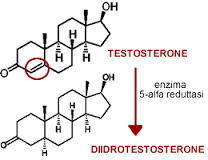 OH
TESTOSTERONE
O
H
H
H
enzima
5-alfa reduttasi
OH
H
O
H
H
H
DIIDROTESTOSTERONE